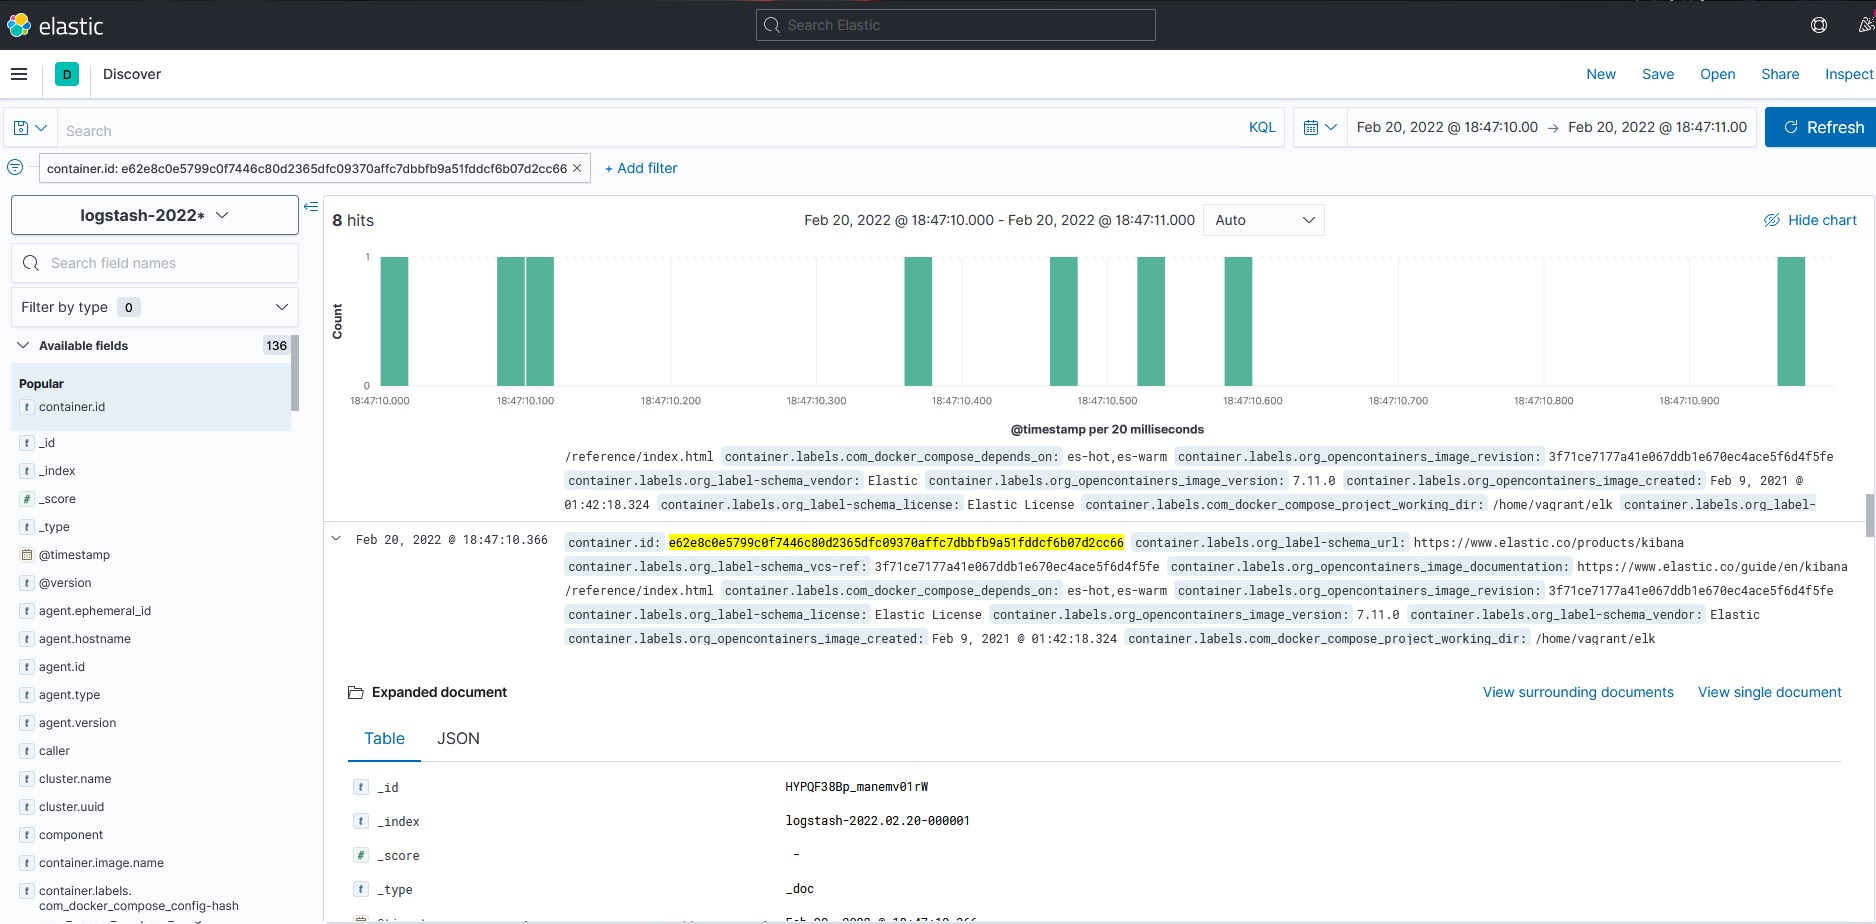 elastic
Search Elastic
D
Discover
New Save Open Share Inspect
Search
KQL
Feb 20, 2022 @ 18:47:10.00 → Feb 20, 2022 @ 18:47:11.00
Refresh
container.id: e62e8c0e5799c0f7446c80d2365dfc09370affc7dbbfb9a51fddcf6b07d2cc66 ×
+ Add filter
logstash-2022*
Search field names
Filter by type 0
Available fields 136
Popular
t container.id
t _id
t _index
# _score
t _type
@timestamp
t @version
t agent.ephemeral_id
t agent.hostname
t agent.id
t agent.type
t agent.version
t caller
t cluster.name
t cluster.uuid
t component
t container.image.name
t container.labels.
com_docker_compose_config-hash
8 hits
Feb 20, 2022 @ 18:47:10.000 - Feb 20, 2022 @ 18:47:11.000
Auto
Hide chart
Count
1
0
18:47:10.000 18:47:10.100 18:47:10.200 18:47:10.300 18:47:10.400 18:47:10.500 18:47:10.600 18:47:10.700 18:47:10.800 18:47:10.900
@timestamp per 20 milliseconds
/reference/index.html container.labels.com_docker_compose_depends_on: es-hot,es-warm container.labels.org_opencontainers_image_revision: 3f71ce7177a41e067ddb1e670ec4ace5f6d4f5fe
container.labels.org_label-schema_vendor: Elastic container.labels.org_opencontainers_image_version: 7.11.0 container.labels.org_opencontainers_image_created: Feb 9, 2021 @
01:42:18.324 container.labels.org_label-schema_license: Elastic License container.labels.com_docker_compose_project_working_dir: /home/vagrant/elk container.labels.org_label-
Feb 20, 2022 @ 18:47:10.366
container.id: e62e8c0e5799c0f7446c80d2365dfc09370affc7dbbfb9a51fddcf6b07d2cc66 container.labels.org_label-schema_url: https://www.elastic.co/products/kibana
container.labels.org_label-schema_vcs-ref: 3f71ce7177a41e067ddb1e670ec4ace5f6d4f5fe container.labels.org_opencontainers_image_documentation: https://www.elastic.co/guide/en/kibana
/reference/index.html container.labels.com_docker_compose_depends_on: es-hot,es-warm container.labels.org_opencontainers_image_revision: 3f71ce7177a41e067ddb1e670ec4ace5f6d4f5fe
container.labels.org_label-schema_license: Elastic License container.labels.org_opencontainers_image_version: 7.11.0 container.labels.org_label-schema_vendor: Elastic
container.labels.org_opencontainers_image_created: Feb 9, 2021 @ 01:42:18.324 container.labels.com_docker_compose_project_working_dir: /home/vagrant/elk
Expanded document
View surrounding documents View single document
Table JSON
t _id HYPQF38Bp_manemv01rW
t _index logstash-2022.02.20-000001
# _score -
t _type _doc